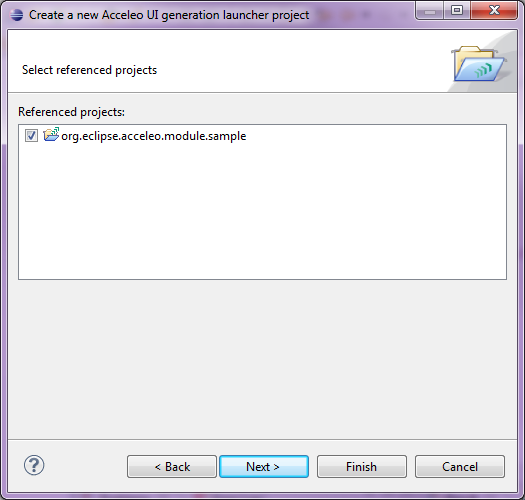 Create a new Acceleo UI generation launcher project
Select referenced projects
Referenced projects:
org.eclipse.acceleo.module.sample
?
< Back
Next >
Finish
Cancel